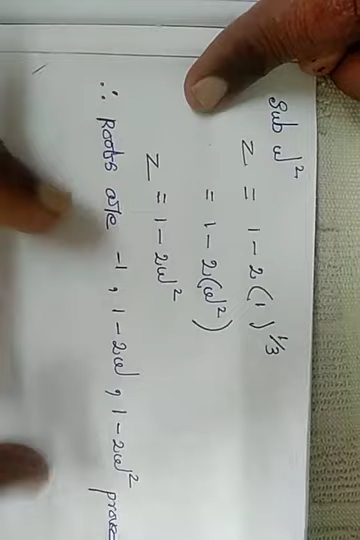 Sub ω²
Z = 1 - 2(1)^1/3
= 1 - 2(ω²)
Z = 1 - 2ω²
∴ Roots are -1, 1 - 2ω, 1 - 2ω² prove